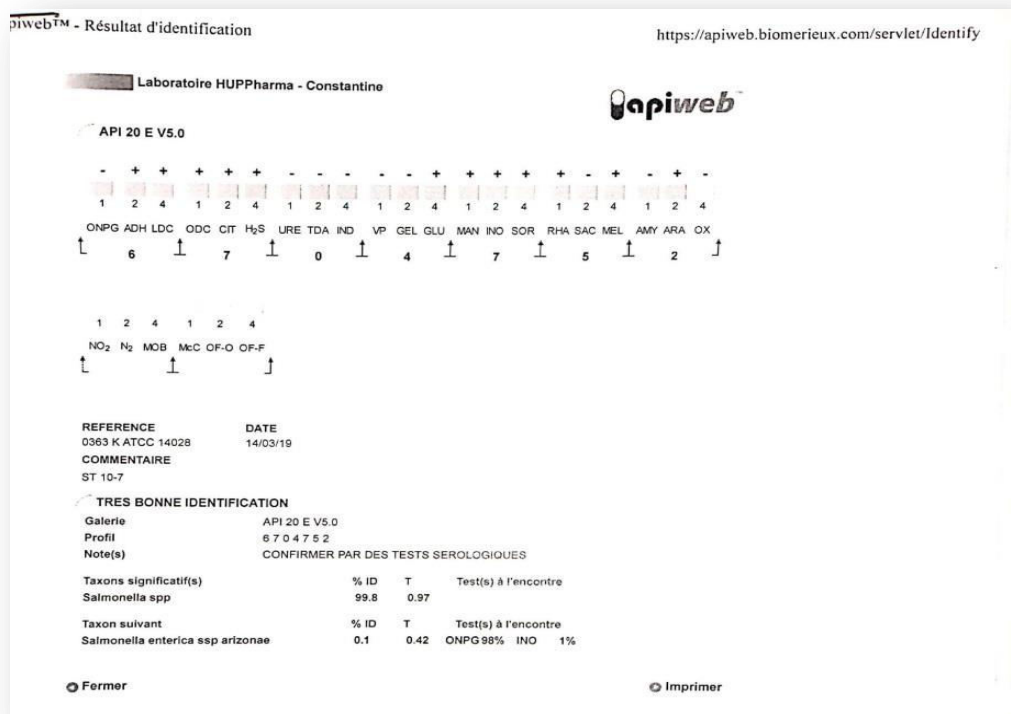 piweb™ - Résultat d'identification
https://apiweb.biomerieux.com/servlet/Identify
Laboratoire HUPPharma - Constantine
apiweb™
API 20 E V5.0
- + + + + + - - - - - + + + + + - + - + -
1 2 4 1 2 4 1 2 4 1 2 4 1 2 4 1 2 4 1 2 4
ONPG ADH LDC ODC CIT H₂S URE TDA IND VP GEL GLU MAN INO SOR RHA SAC MEL AMY ARA OX
6 7 0 4 7 5 2
1 2 4 1 2 4
NO₂ N₂ MOB McC OF-O OF-F
REFERENCE DATE
0363 K ATCC 14028 14/03/19
COMMENTAIRE
ST 10-7
TRES BONNE IDENTIFICATION
Galerie API 20 E V5.0
Profil 6 7 0 4 7 5 2
Note(s) CONFIRMER PAR DES TESTS SEROLOGIQUES
Taxons significatif(s) % ID T Test(s) à l'encontre
Salmonella spp 99.8 0.97
Taxon suivant % ID T Test(s) à l'encontre
Salmonella enterica ssp arizonae 0.1 0.42 ONPG 98% INO 1%
Fermer Imprimer